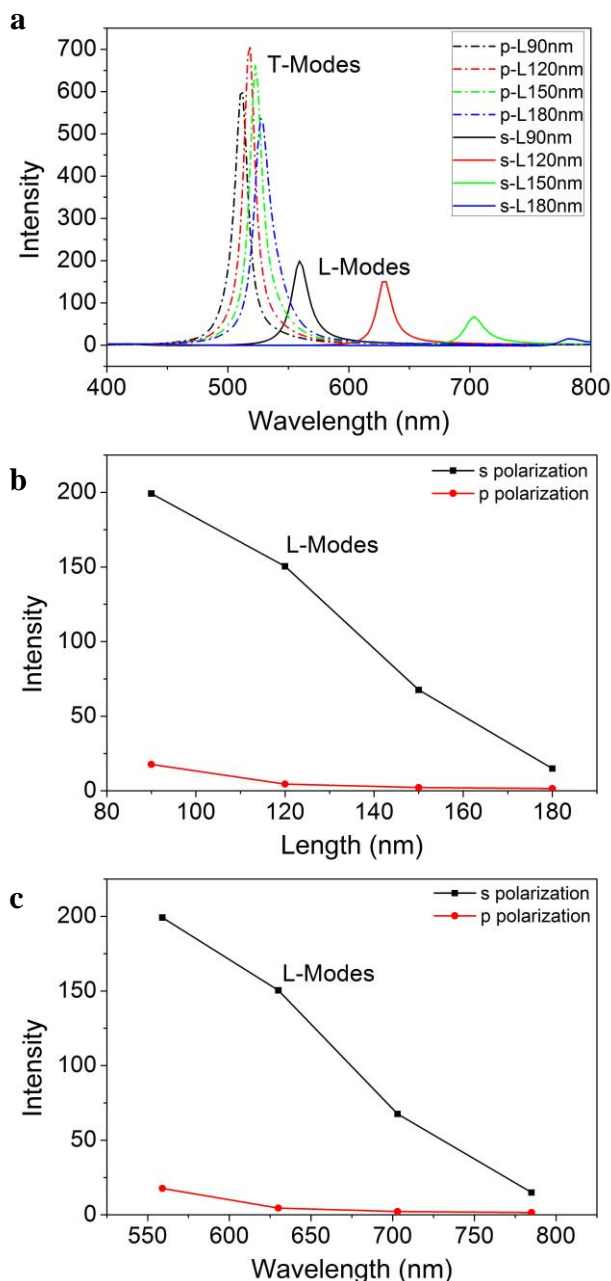 a
700
600
500
400
300
200
100
0
Intensity
T-Modes
L-Modes
p-L90nm
p-L120nm
p-L150nm
p-L180nm
s-L90nm
s-L120nm
s-L150nm
s-L180nm
400 500 600 700 800
Wavelength (nm)
b
200
150
100
50
0
Intensity
s polarization
p polarization
L-Modes
80 100 120 140 160 180
Length (nm)
c
200
150
100
50
0
Intensity
s polarization
p polarization
L-Modes
550 600 650 700 750 800
Wavelength (nm)